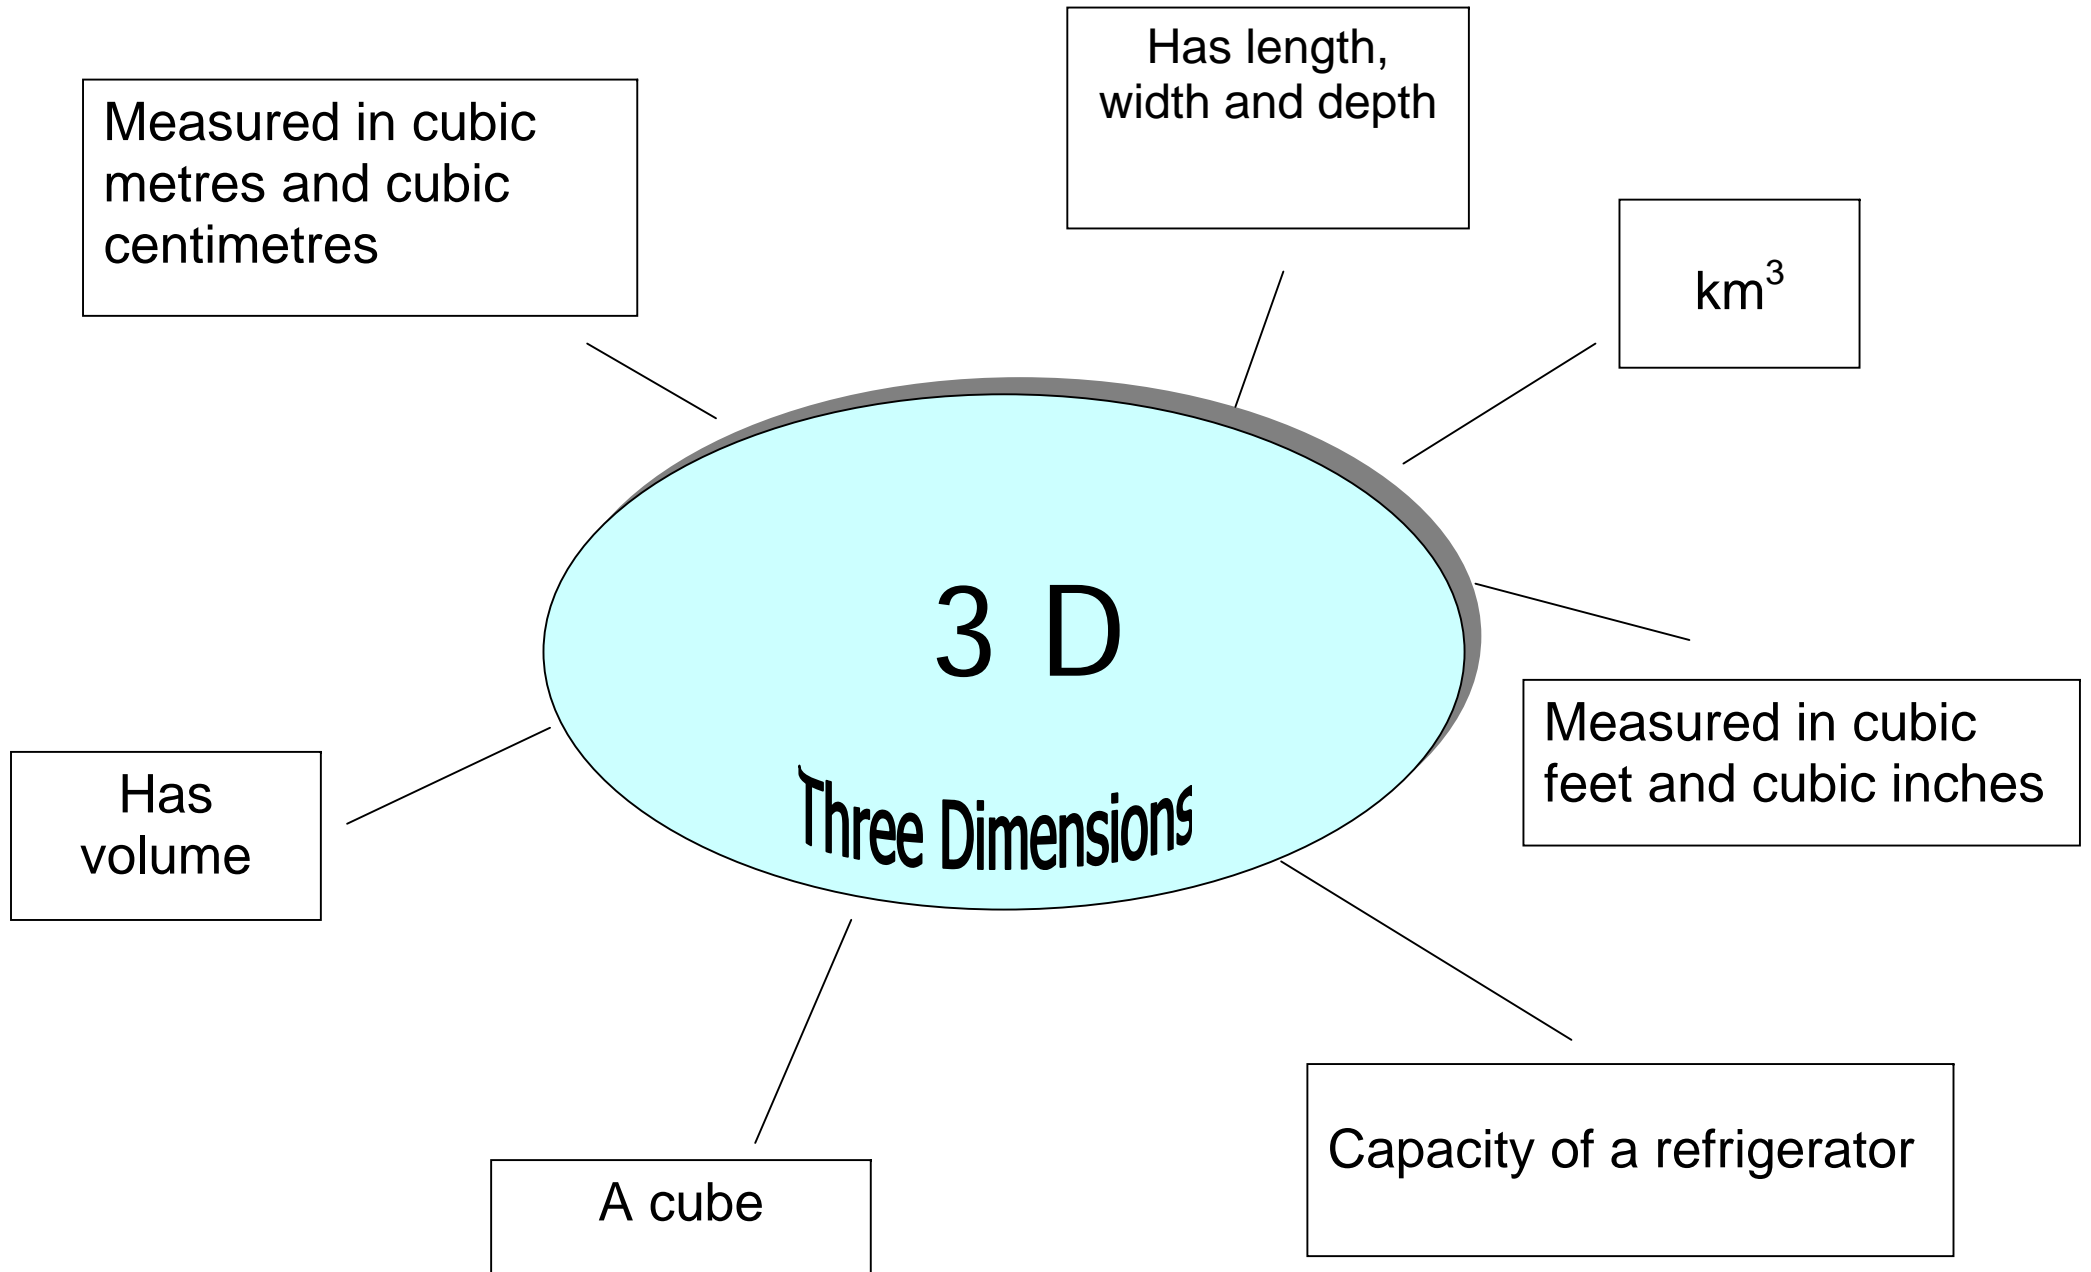 Has length,
width and depth
Measured in cubic
metres and cubic
centimetres
km³
3 D
Three Dimensions
Measured in cubic
feet and cubic inches
Has
volume
Capacity of a refrigerator
A cube